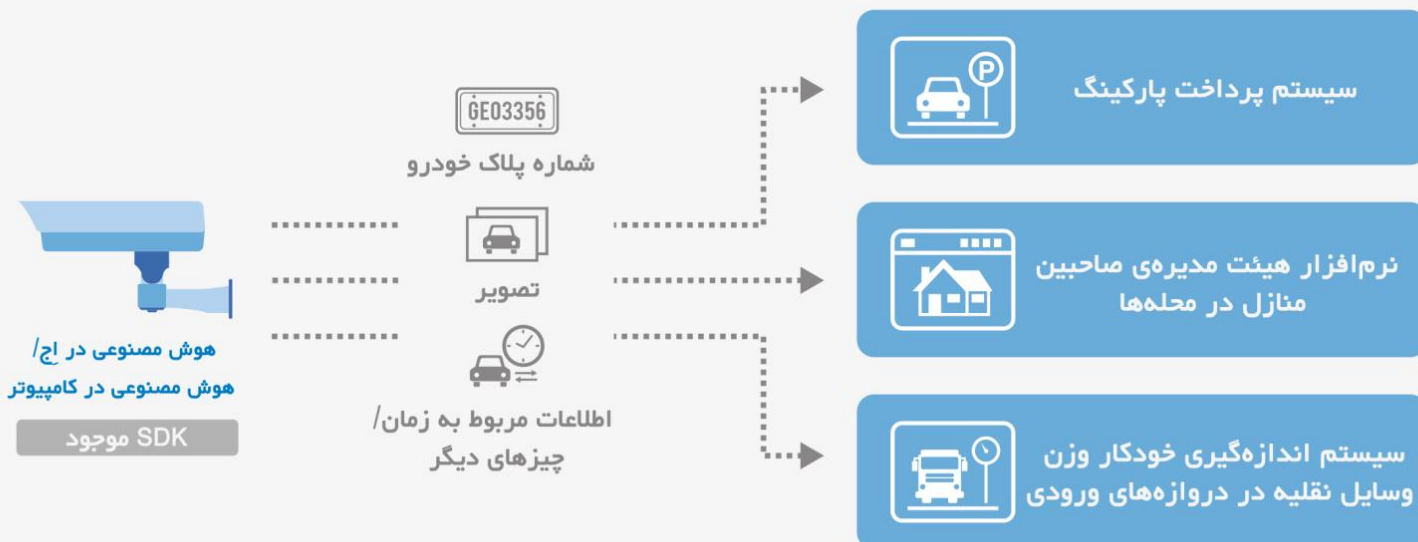 هوش مصنوعی در اِج/
هوش مصنوعی در کامپیوتر
SDK موجود
GEO3356
شماره پلاک خودرو
تصویر
اطلاعات مربوط به زمان/
چیزهای دیگر
P
سیستم پرداخت پارکینگ
نرم‌افزار هیئت مدیره‌ی صاحبین
منازل در محله‌ها
سیستم اندازه‌گیری خودکار وزن
وسایل نقلیه در دروازه‌های ورودی